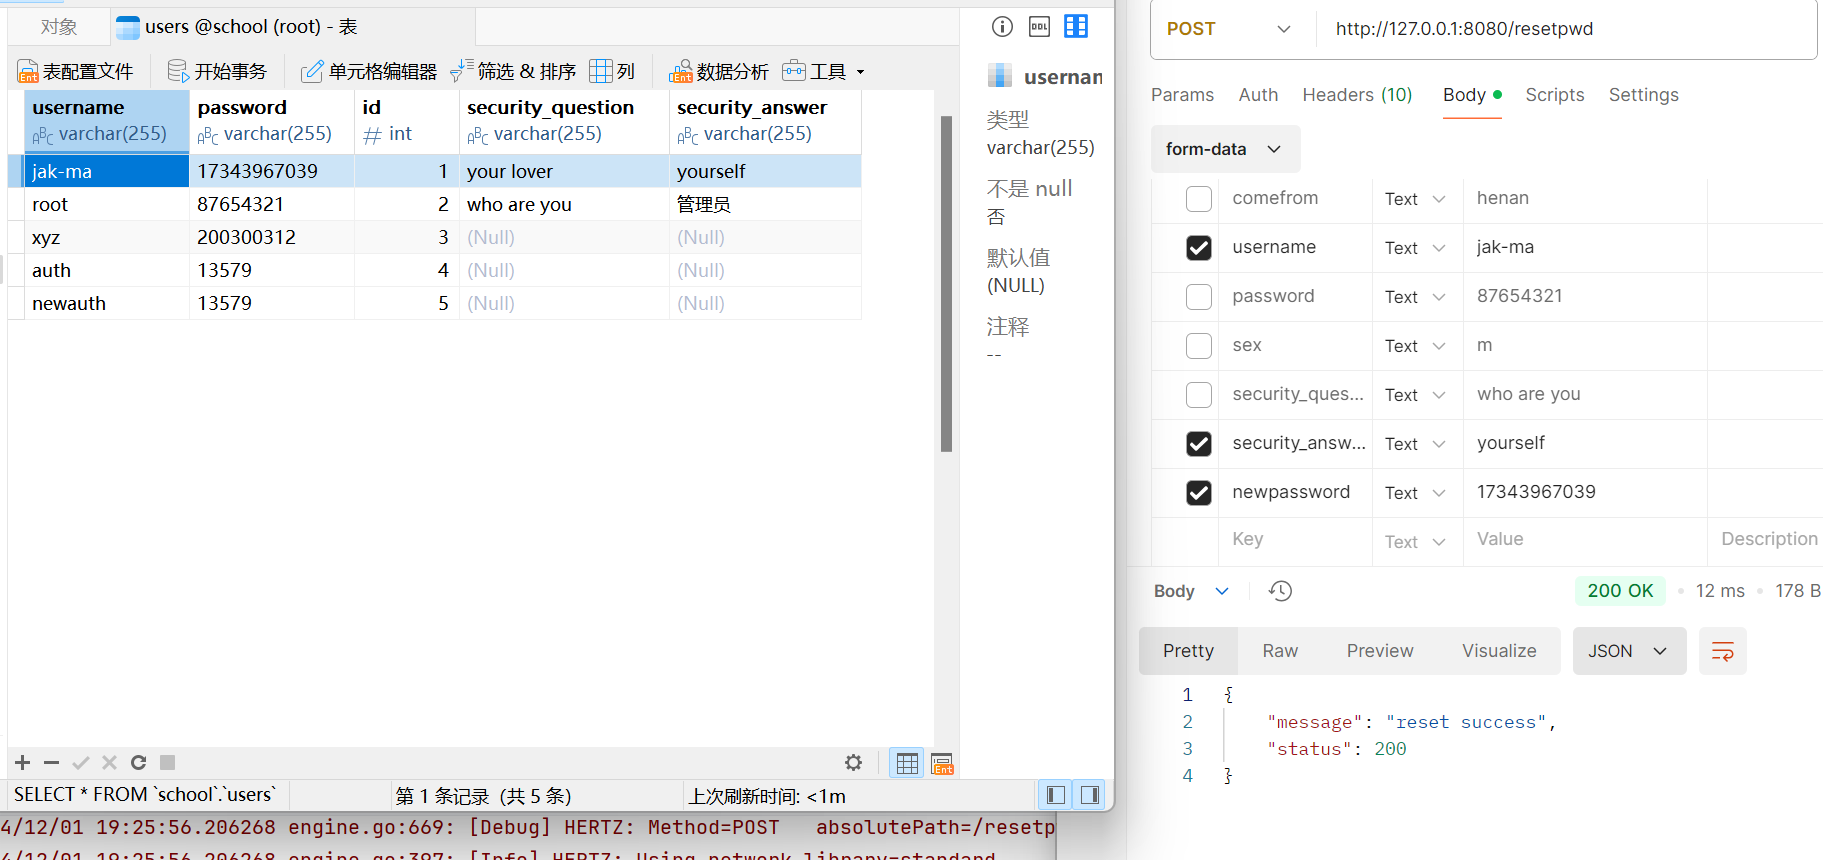 对象
users @school (root) - 表
Ent 表配置文件
开始事务
单元格编辑器
筛选 & 排序
列
Ent 数据分析
工具
username password id security_question security_answer
ABC varchar(255) ABC varchar(255) # int ABC varchar(255) ABC varchar(255)
jak-ma 17343967039 1 your lover yourself
root 87654321 2 who are you 管理员
xyz 200300312 3 (Null) (Null)
auth 13579 4 (Null) (Null)
newauth 13579 5 (Null) (Null)
Ent
SELECT * FROM `school`.`users`
第 1 条记录 (共 5 条)
上次刷新时间: <1m
DDL
usernam
类型
varchar(255)
不是 null
否
默认值
(NULL)
注释
--
4/12/01 19:25:56.206268 engine.go:669: [Debug] HERTZ: Method=POST absolutePath=/resetp
4/12/01 19:25:56.206268 engine.go:397: [Info] HERTZ: Using network library=standard
POST
http://127.0.0.1:8080/resetpwd
Params Auth Headers (10) Body Scripts Settings
form-data
comefrom Text henan
username Text jak-ma
password Text 87654321
sex Text m
security_ques... Text who are you
security_answ... Text yourself
newpassword Text 17343967039
Key Text Value Description
Body
200 OK • 12 ms • 178 B
Pretty Raw Preview Visualize JSON
1 {
2 "message": "reset success",
3 "status": 200
4 }